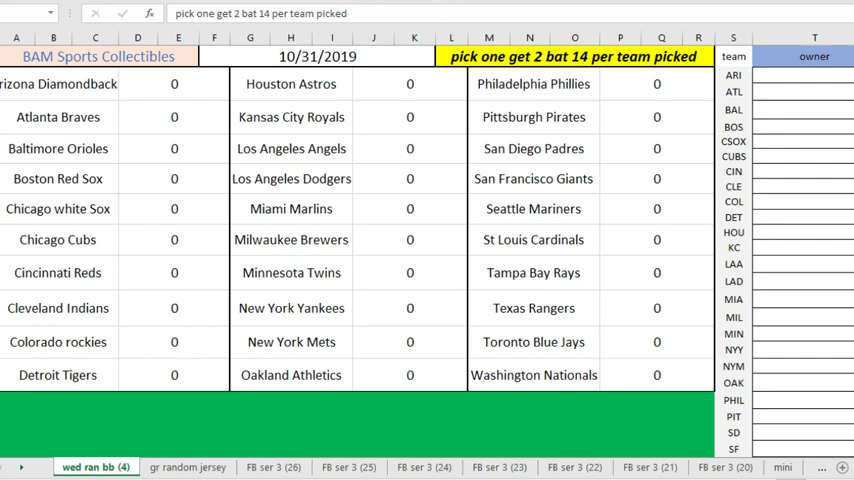 pick one get 2 bat 14 per team picked
A B C D E F G H I J K L M N O P Q R S T
BAM Sports Collectibles 10/31/2019 pick one get 2 bat 14 per team picked team owner
rizona Diamondback 0 Houston Astros 0 Philadelphia Phillies 0 ARI
ATL
Atlanta Braves 0 Kansas City Royals 0 Pittsburgh Pirates 0 BAL
BOS
Baltimore Orioles 0 Los Angeles Angels 0 San Diego Padres 0 CSOX
CUBS
Boston Red Sox 0 Los Angeles Dodgers 0 San Francisco Giants 0 CIN
CLE
Chicago white Sox 0 Miami Marlins 0 Seattle Mariners 0 COL
DET
Chicago Cubs 0 Milwaukee Brewers 0 St Louis Cardinals 0 HOU
KC
Cincinnati Reds 0 Minnesota Twins 0 Tampa Bay Rays 0 LAA
LAD
Cleveland Indians 0 New York Yankees 0 Texas Rangers 0 MIA
MIL
Colorado rockies 0 New York Mets 0 Toronto Blue Jays 0 MIN
NYY
Detroit Tigers 0 Oakland Athletics 0 Washington Nationals 0 NYM
OAK
PHIL
PIT
SD
SF
wed ran bb (4) gr random jersey FB ser 3 (26) FB ser 3 (25) FB ser 3 (24) FB ser 3 (23) FB ser 3 (22) FB ser 3 (21) FB ser 3 (20) mini ...